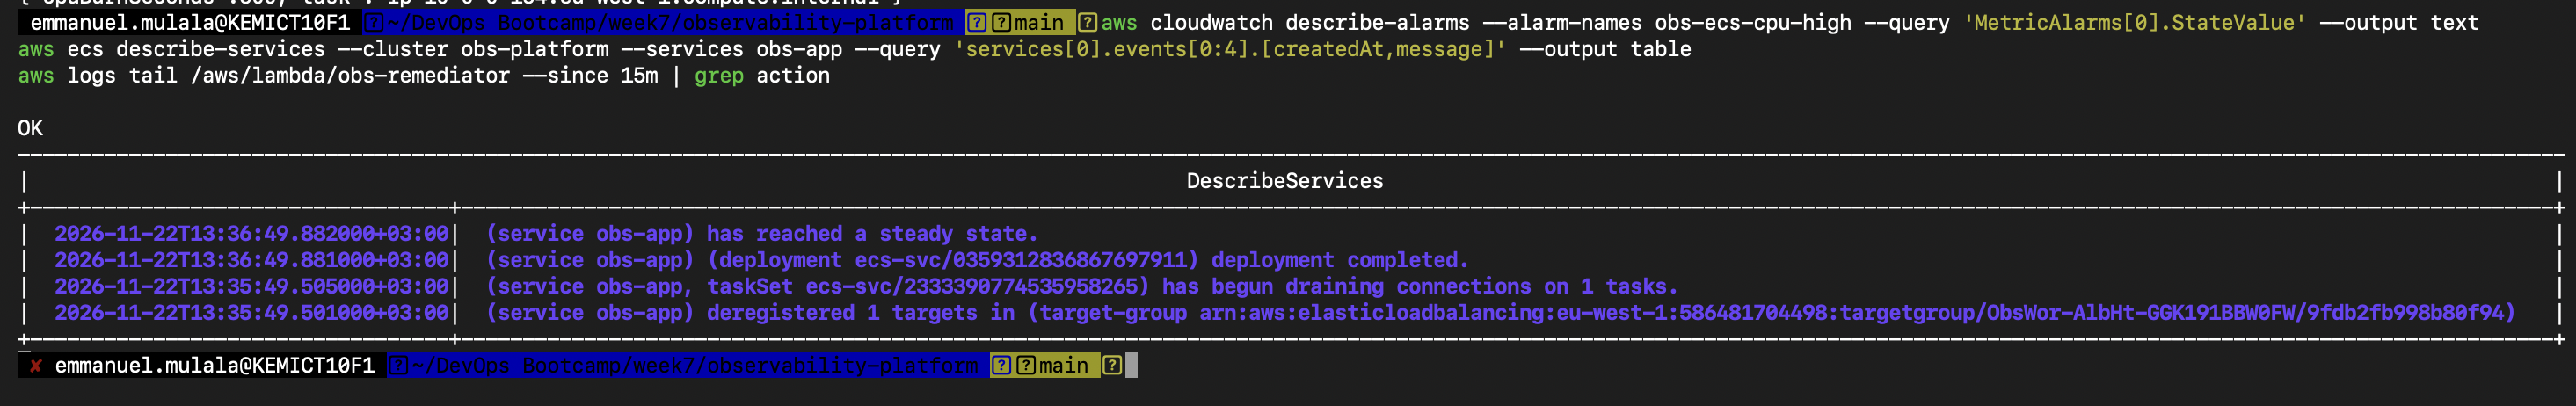 emmanuel.mulala@KEMICT10F1 ~/DevOps Bootcamp/week7/observability-platform main aws cloudwatch describe-alarms --alarm-names obs-ecs-cpu-high --query 'MetricAlarms[0].StateValue' --output text
aws ecs describe-services --cluster obs-platform --services obs-app --query 'services[0].events[0:4].[createdAt,message]' --output table
aws logs tail /aws/lambda/obs-remediator --since 15m | grep action
OK
DescribeServices
2026-11-22T13:36:49.882000+03:00| (service obs-app) has reached a steady state.
2026-11-22T13:36:49.881000+03:00| (service obs-app) (deployment ecs-svc/0359312836867697911) deployment completed.
2026-11-22T13:35:49.505000+03:00| (service obs-app, taskSet ecs-svc/2333390774535958265) has begun draining connections on 1 tasks.
2026-11-22T13:35:49.501000+03:00| (service obs-app) deregistered 1 targets in (target-group arn:aws:elasticloadbalancing:eu-west-1:586481704498:targetgroup/ObsWor-AlbHt-GGK191BBW0FW/9fdb2fb998b80f94)
✘ emmanuel.mulala@KEMICT10F1 ~/DevOps Bootcamp/week7/observability-platform main